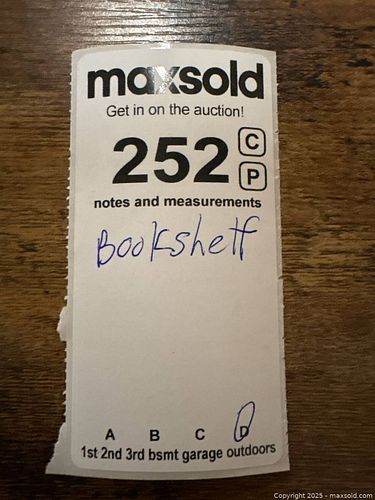 maxsold
Get in on the auction!
252 C
P
notes and measurements
Bookshelf
A B C D
1st 2nd 3rd bsmt garage outdoors
Copyright 2025 - maxsold.com